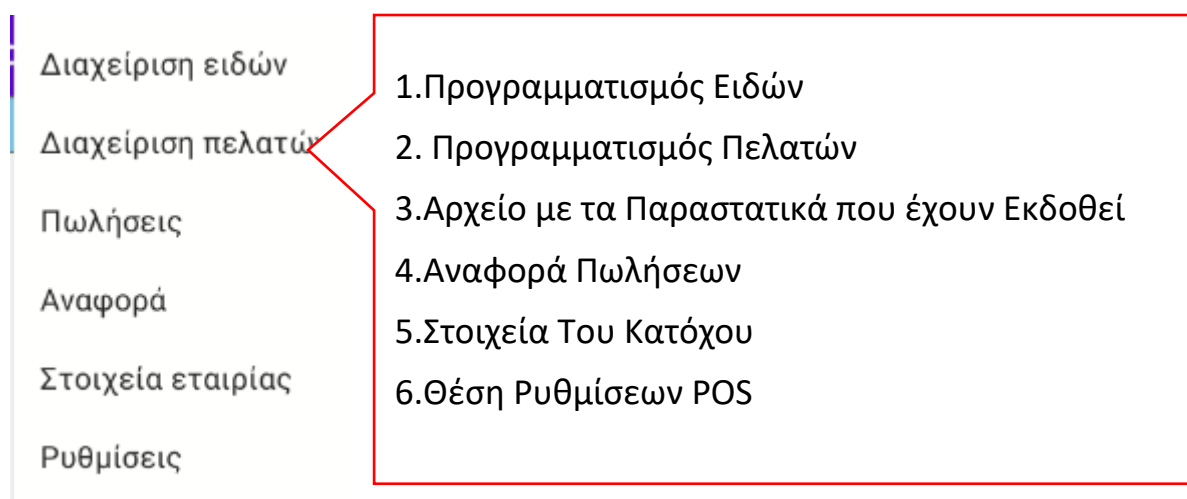 Διαχείριση ειδών
Διαχείριση πελατών
Πωλήσεις
Αναφορά
Στοιχεία εταιρίας
Ρυθμίσεις
1.Προγραμματισμός Ειδών
2. Προγραμματισμός Πελατών
3.Αρχείο με τα Παραστατικά που έχουν Εκδοθεί
4.Αναφορά Πωλήσεων
5.Στοιχεία Του Κατόχου
6.Θέση Ρυθμίσεων POS